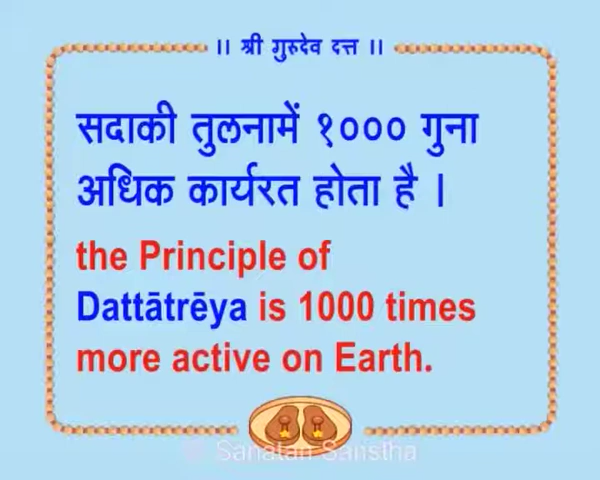 ।। श्री गुरुदेव दत्त ।।
सदाकी तुलनामें १००० गुना
अधिक कार्यरत होता है ।
the Principle of
Dattātrēya is 1000 times
more active on Earth.
© Sanatan Sanstha